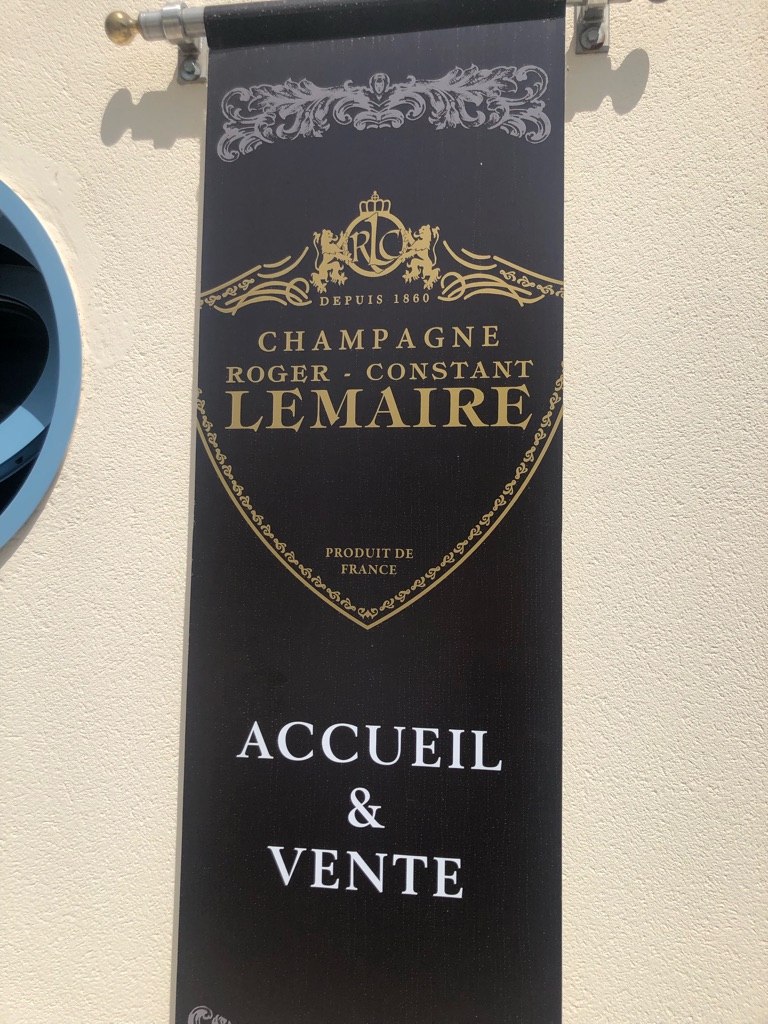 RLC
DEPUIS 1860
CHAMPAGNE
ROGER - CONSTANT
LEMAIRE
PRODUIT DE
FRANCE
ACCUEIL
&
VENTE